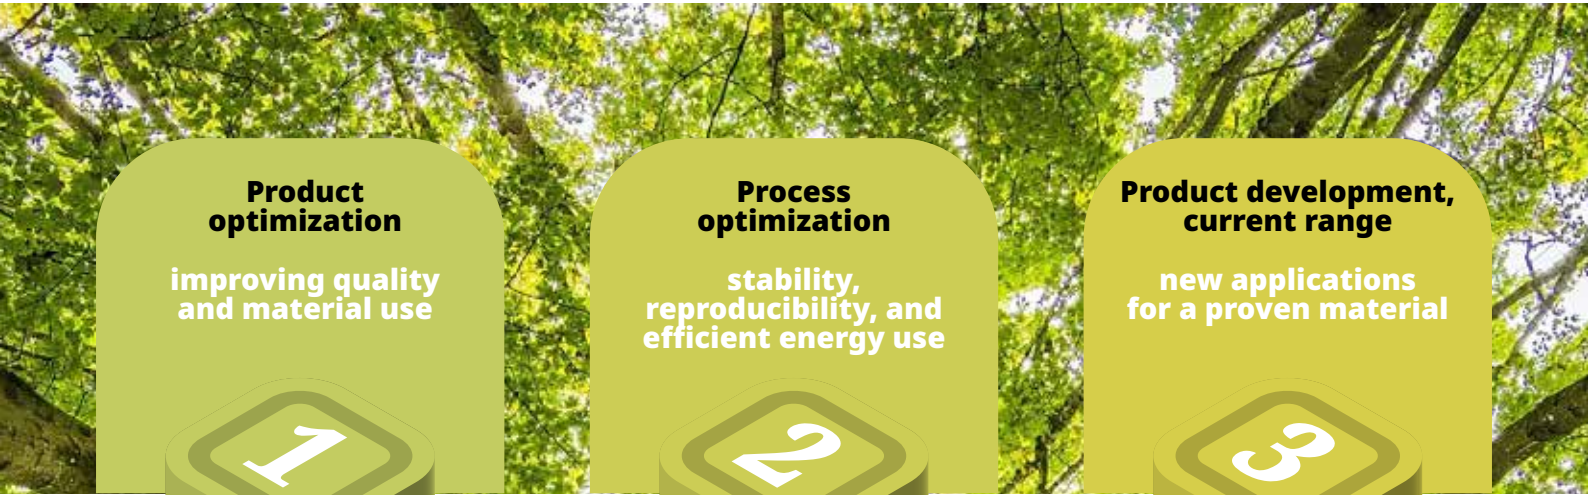 Product
optimization
improving quality
and material use
1
Process
optimization
stability,
reproducibility, and
efficient energy use
2
Product development,
current range
new applications
for a proven material
3